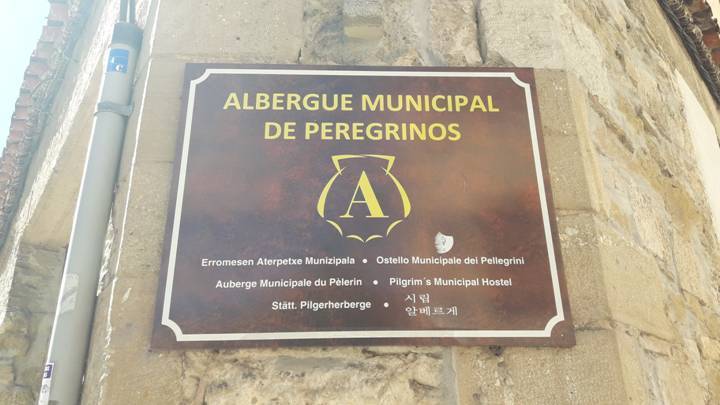 ALBERGUE MUNICIPAL
DE PEREGRINOS
A
Erromesen Aterpetxe Munizipala • Ostello Municipale dei Pellegrini
Auberge Municipale du Pèlerin • Pilgrim´s Municipal Hostel
Stätt. Pilgerherberge • 시립
알베르게